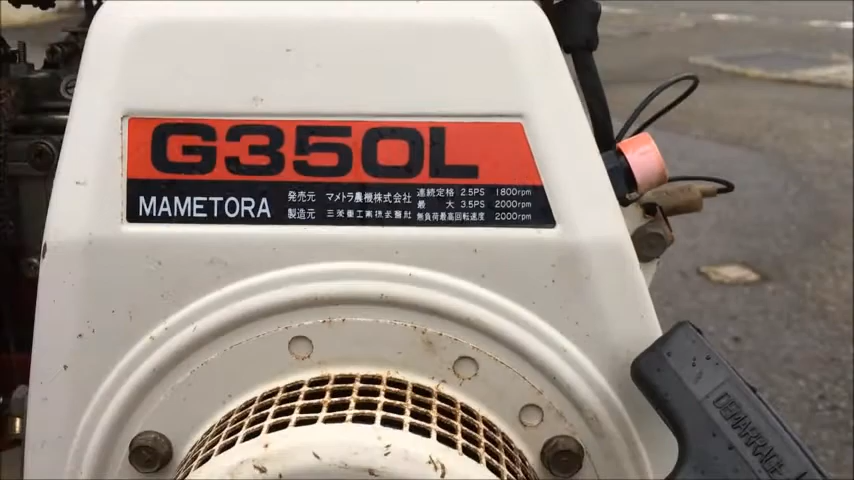 G350L
MAMETORA
発売元 マメトラ農機株式会社
製造元 三菱重工業株式会社
連続定格 2.5PS 1800rpm
最大 3.5PS 2000rpm
無負荷最高回転速度 2000rpm
DEMARRAGE